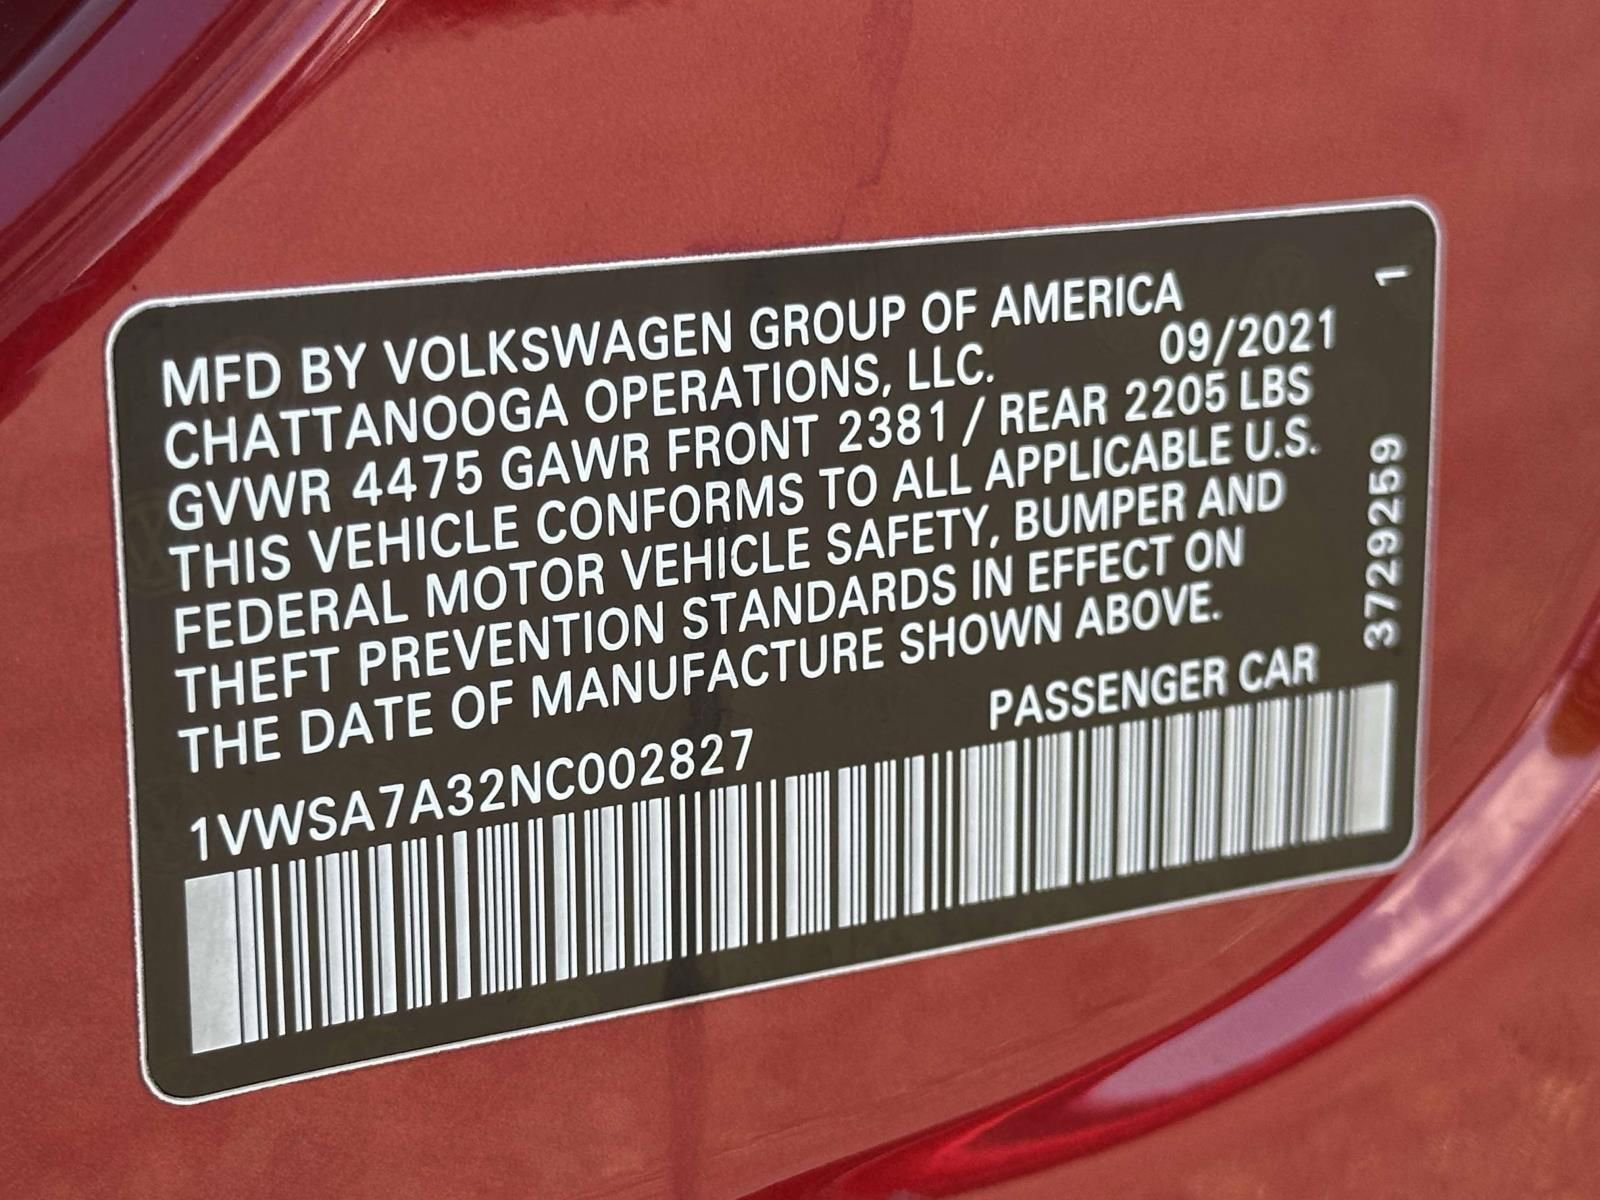 MFD BY VOLKSWAGEN GROUP OF AMERICA
CHATTANOOGA OPERATIONS, LLC. 09/2021
GVWR 4475 GAWR FRONT 2381 / REAR 2205 LBS
THIS VEHICLE CONFORMS TO ALL APPLICABLE U.S.
FEDERAL MOTOR VEHICLE SAFETY, BUMPER AND
THEFT PREVENTION STANDARDS IN EFFECT ON
THE DATE OF MANUFACTURE SHOWN ABOVE.
1VWSA7A32NC002827 PASSENGER CAR
3729259 1